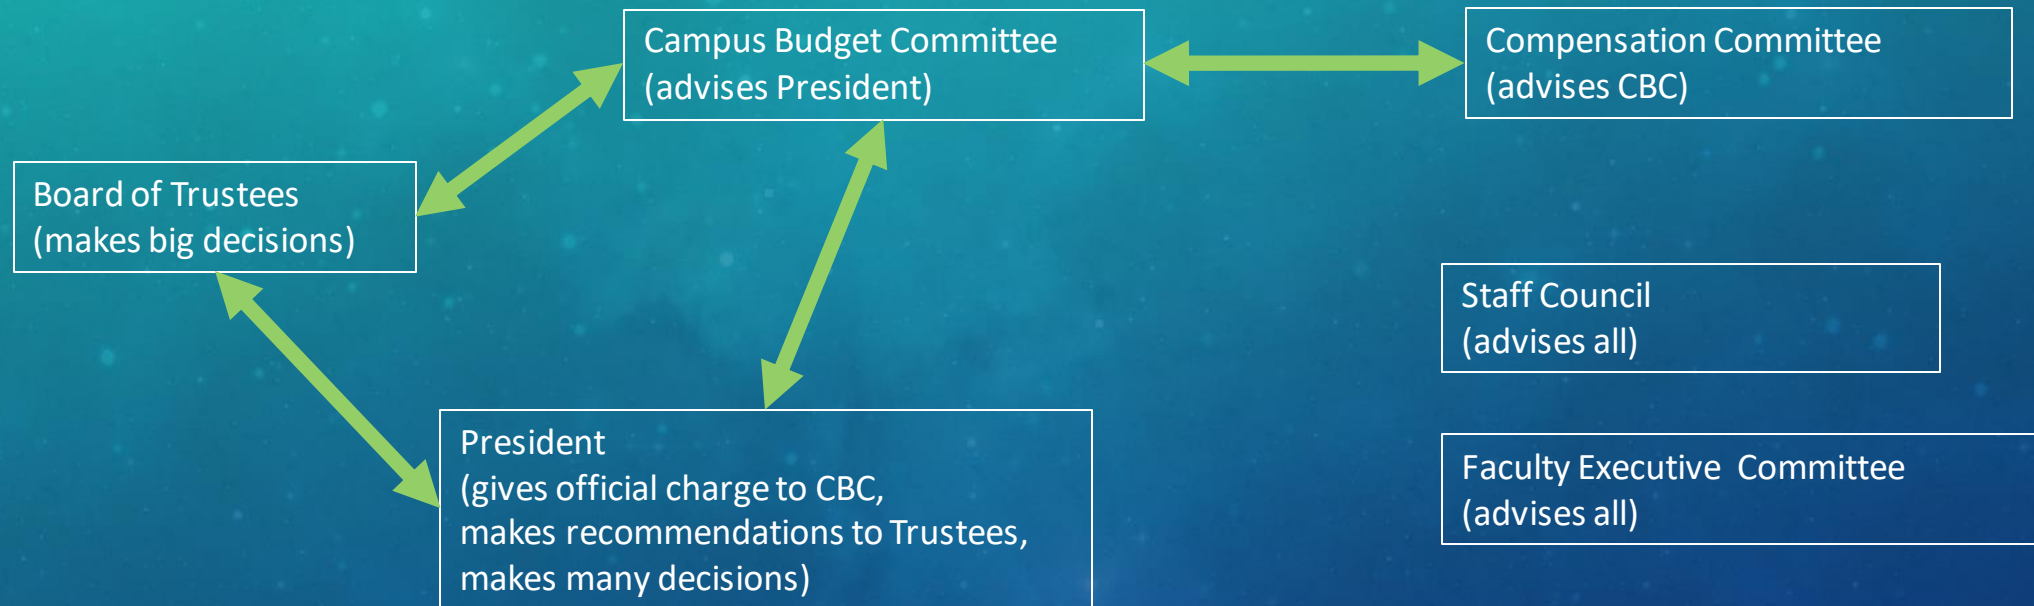 Campus Budget Committee
(advises President)
Compensation Committee
(advises CBC)
Board of Trustees
(makes big decisions)
Staff Council
(advises all)
President
(gives official charge to CBC,
makes recommendations to Trustees,
makes many decisions)
Faculty Executive  Committee
(advises all)